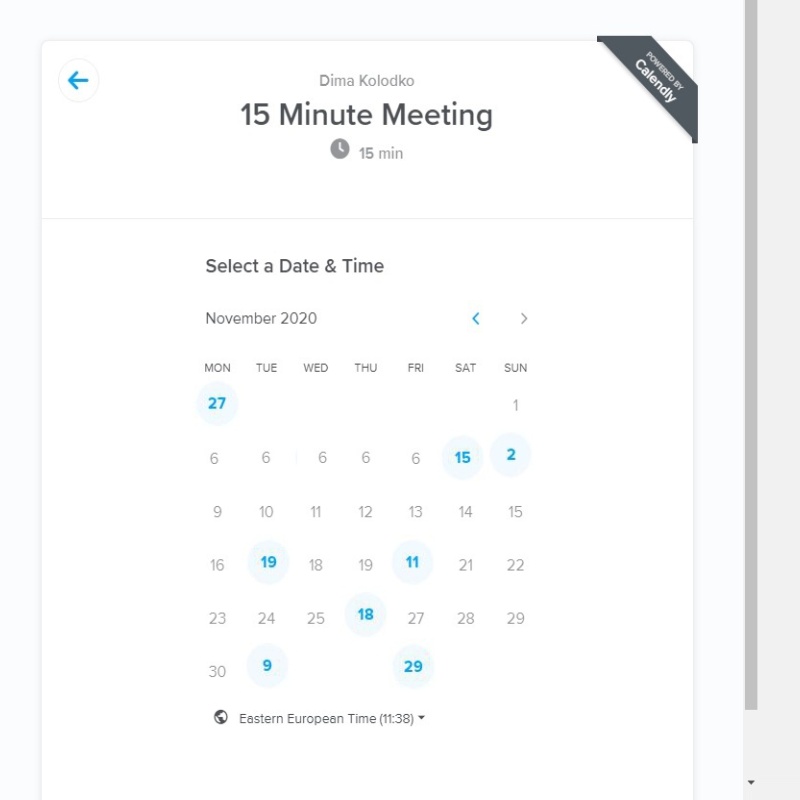 POWERED BY
Calendly
Dima Kolodko
15 Minute Meeting
15 min
Select a Date & Time
November 2020
MON TUE WED THU FRI SAT SUN
27 1
6 6 6 6 6 15 2
9 10 11 12 13 14 15
16 19 18 19 11 21 22
23 24 25 18 27 28 29
30 9 29
Eastern European Time (11:38)